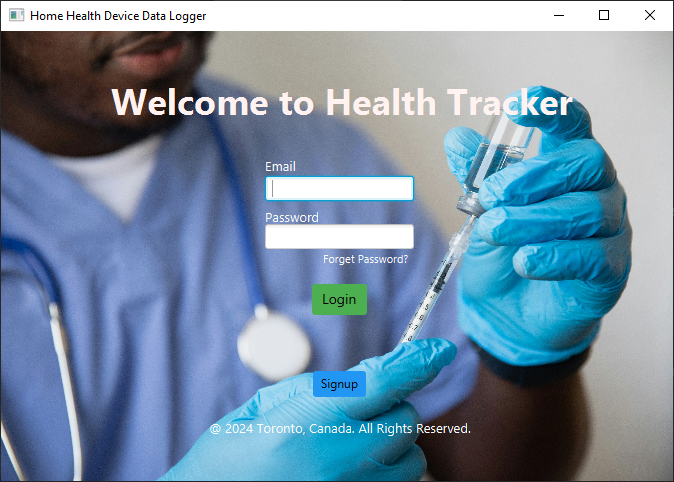 Home Health Device Data Logger
Welcome to Health Tracker
Email
Password
Forget Password?
Login
Signup
@ 2024 Toronto, Canada. All Rights Reserved.